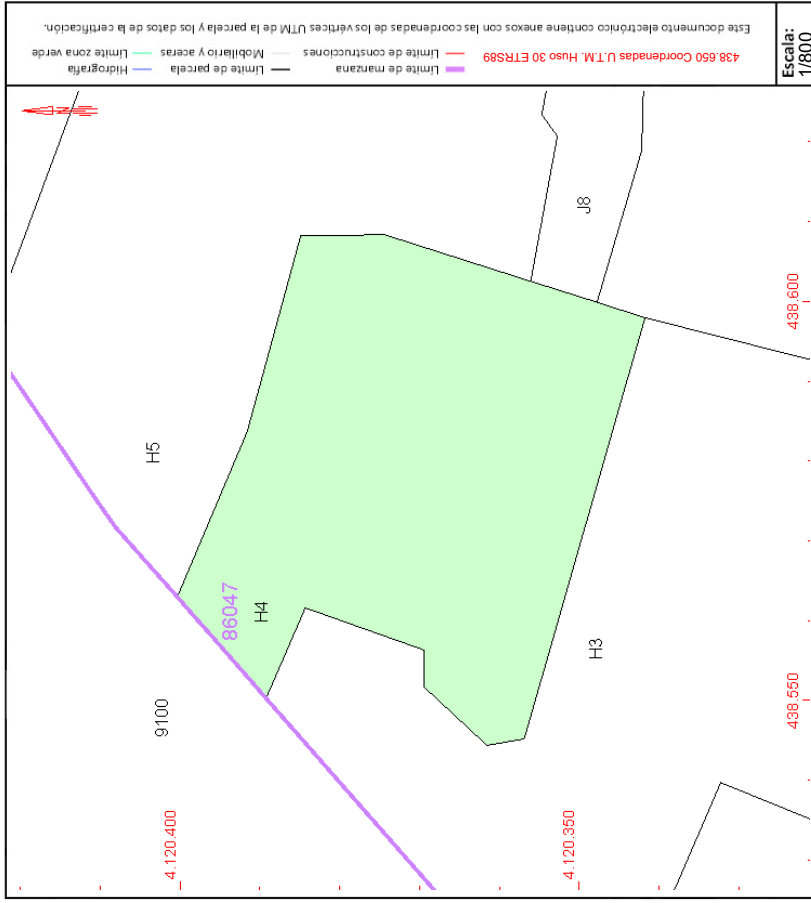 Este documento electrónico contiene anexos con las coordenadas de los vértices UTM de la parcela y los datos de la certificación.
438.650 Coordenadas U.T.M. Huso 30 ETRS89
Límite de manzana
Límite de construcciones
Límite de parcela
Mobiliario y aceras
Hidrografía
Límite zona verde
Escala:
1/800
H5
J8
86047
H4
9100
H3
438.600
438.550
4.120.400
4.120.350